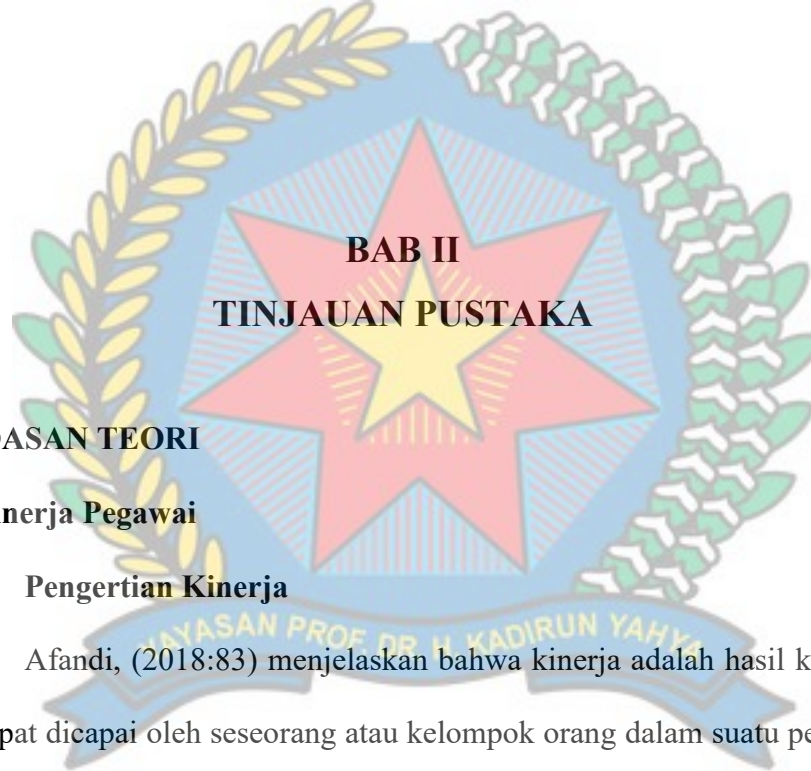 BAB II
TINJAUAN PUSTAKA
DASAN TEORI
nerja Pegawai
Pengertian Kinerja
YAYASAN PROF. DR. H. KADIRUN YAHYA
Afandi, (2018:83) menjelaskan bahwa kinerja adalah hasil k
pat dicapai oleh seseorang atau kelompok orang dalam suatu pe